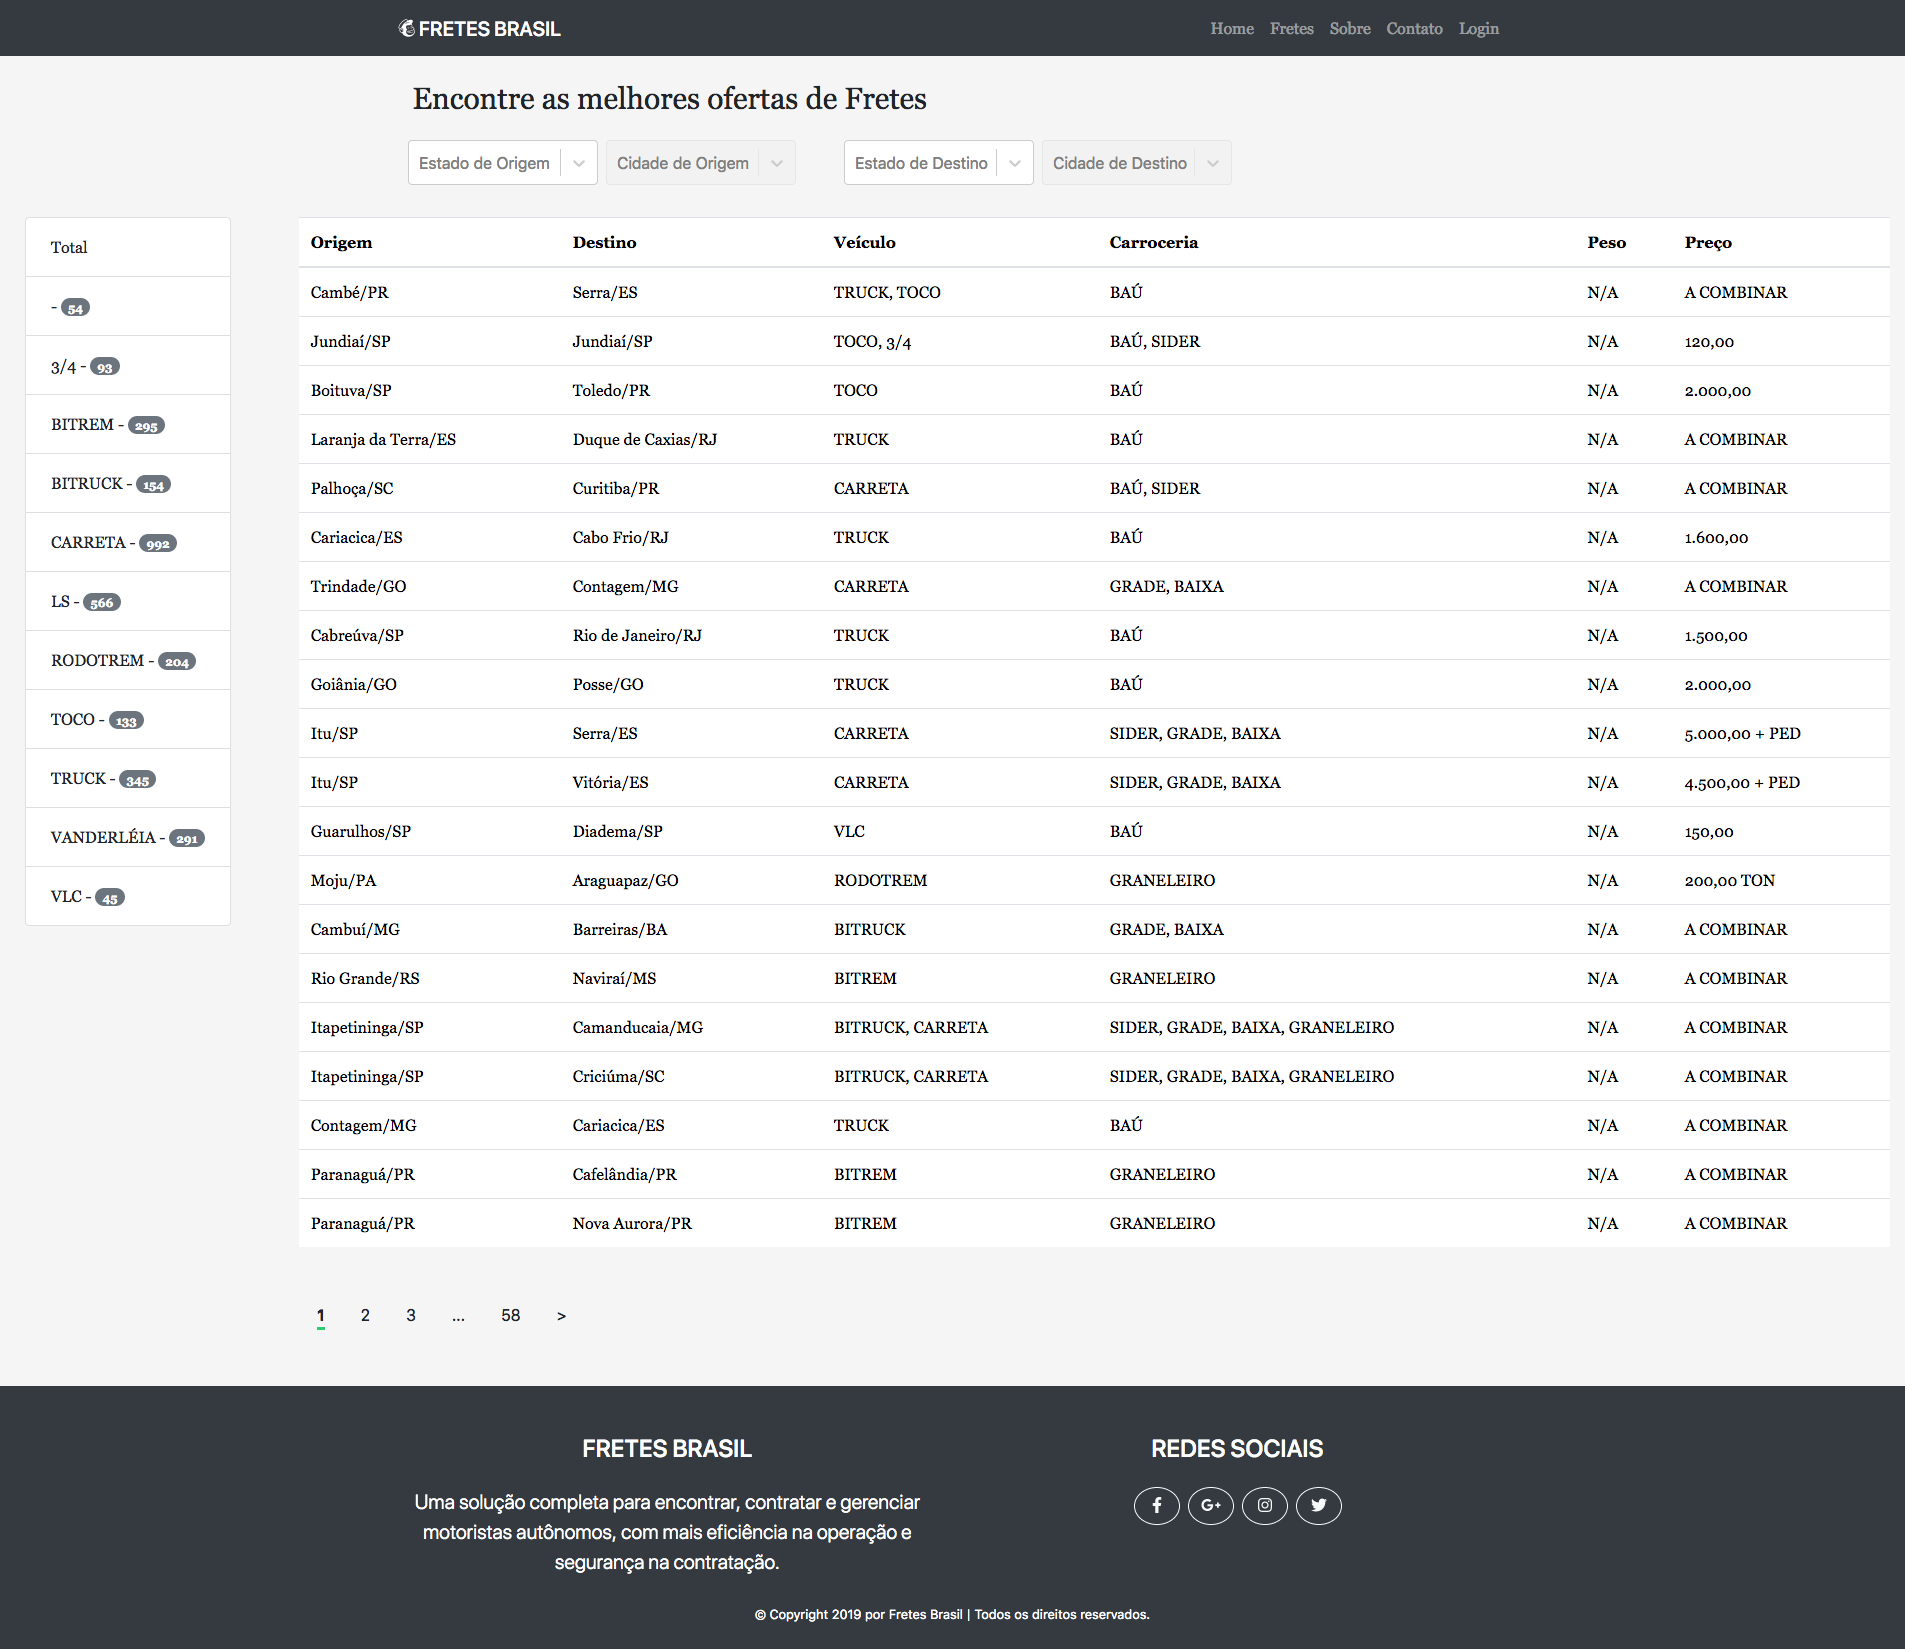 FRETES BRASIL
Home Fretes Sobre Contato Login
Encontre as melhores ofertas de Fretes
Estado de Origem Cidade de Origem Estado de Destino Cidade de Destino
Total
- 54
3/4 - 93
BITREM - 295
BITRUCK - 154
CARRETA - 992
LS - 566
RODOTREM - 204
TOCO - 133
TRUCK - 345
VANDERLÉIA - 291
VLC - 45
Origem Destino Veículo Carroceria Peso Preço
Cambé/PR Serra/ES TRUCK, TOCO BAÚ N/A A COMBINAR
Jundiaí/SP Jundiaí/SP TOCO, 3/4 BAÚ, SIDER N/A 120,00
Boituva/SP Toledo/PR TOCO BAÚ N/A 2.000,00
Laranja da Terra/ES Duque de Caxias/RJ TRUCK BAÚ N/A A COMBINAR
Palhoça/SC Curitiba/PR CARRETA BAÚ, SIDER N/A A COMBINAR
Cariacica/ES Cabo Frio/RJ TRUCK BAÚ N/A 1.600,00
Trindade/GO Contagem/MG CARRETA GRADE, BAIXA N/A A COMBINAR
Cabreúva/SP Rio de Janeiro/RJ TRUCK BAÚ N/A 1.500,00
Goiânia/GO Posse/GO TRUCK BAÚ N/A 2.000,00
Itu/SP Serra/ES CARRETA SIDER, GRADE, BAIXA N/A 5.000,00 + PED
Itu/SP Vitória/ES CARRETA SIDER, GRADE, BAIXA N/A 4.500,00 + PED
Guarulhos/SP Diadema/SP VLC BAÚ N/A 150,00
Moju/PA Araguapaz/GO RODOTREM GRANELEIRO N/A 200,00 TON
Cambuí/MG Barreiras/BA BITRUCK GRADE, BAIXA N/A A COMBINAR
Rio Grande/RS Naviraí/MS BITREM GRANELEIRO N/A A COMBINAR
Itapetininga/SP Camanducaia/MG BITRUCK, CARRETA SIDER, GRADE, BAIXA, GRANELEIRO N/A A COMBINAR
Itapetininga/SP Criciúma/SC BITRUCK, CARRETA SIDER, GRADE, BAIXA, GRANELEIRO N/A A COMBINAR
Contagem/MG Cariacica/ES TRUCK BAÚ N/A A COMBINAR
Paranaguá/PR Cafelândia/PR BITREM GRANELEIRO N/A A COMBINAR
Paranaguá/PR Nova Aurora/PR BITREM GRANELEIRO N/A A COMBINAR
1 2 3 ... 58 >
FRETES BRASIL
Uma solução completa para encontrar, contratar e gerenciar
motoristas autônomos, com mais eficiência na operação e
segurança na contratação.
REDES SOCIAIS
© Copyright 2019 por Fretes Brasil | Todos os direitos reservados.